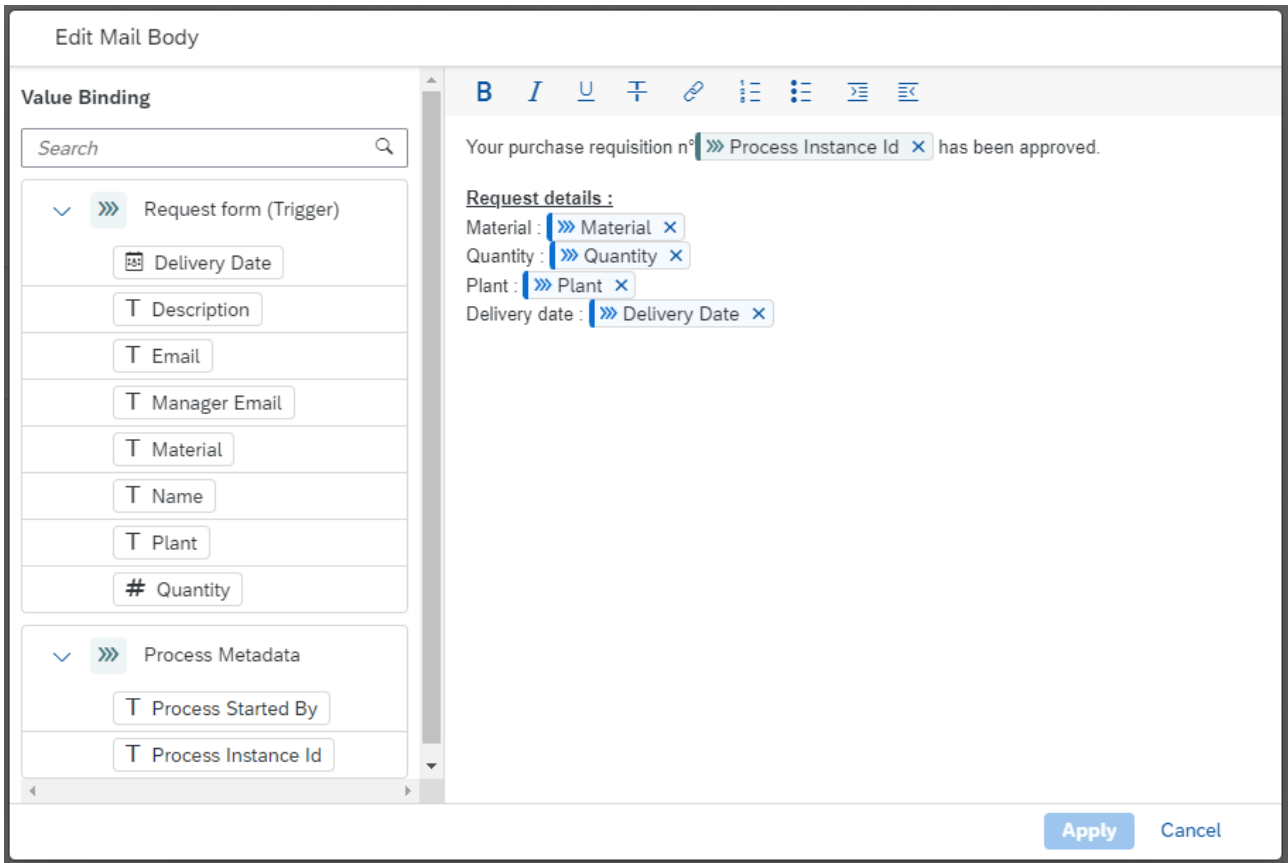 Edit Mail Body
Value Binding
Search
Request form (Trigger)
Delivery Date
T Description
T Email
T Manager Email
T Material
T Name
T Plant
# Quantity
Process Metadata
T Process Started By
T Process Instance Id
B I U T
Your purchase requisition n° Process Instance Id × has been approved.
Request details :
Material : Material ×
Quantity : Quantity ×
Plant : Plant ×
Delivery date : Delivery Date ×
Apply Cancel